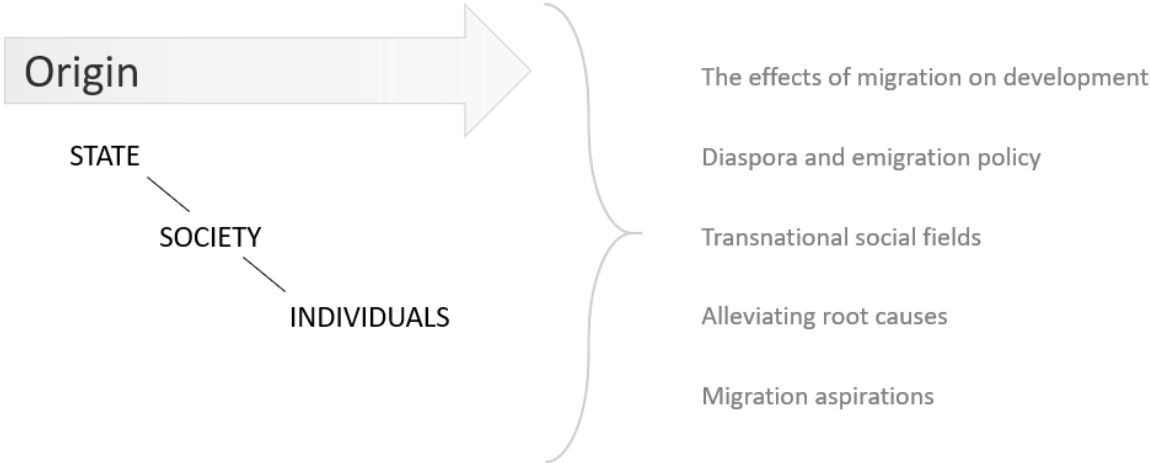 Origin
STATE
SOCIETY
INDIVIDUALS
The effects of migration on development
Diaspora and emigration policy
Transnational social fields
Alleviating root causes
Migration aspirations